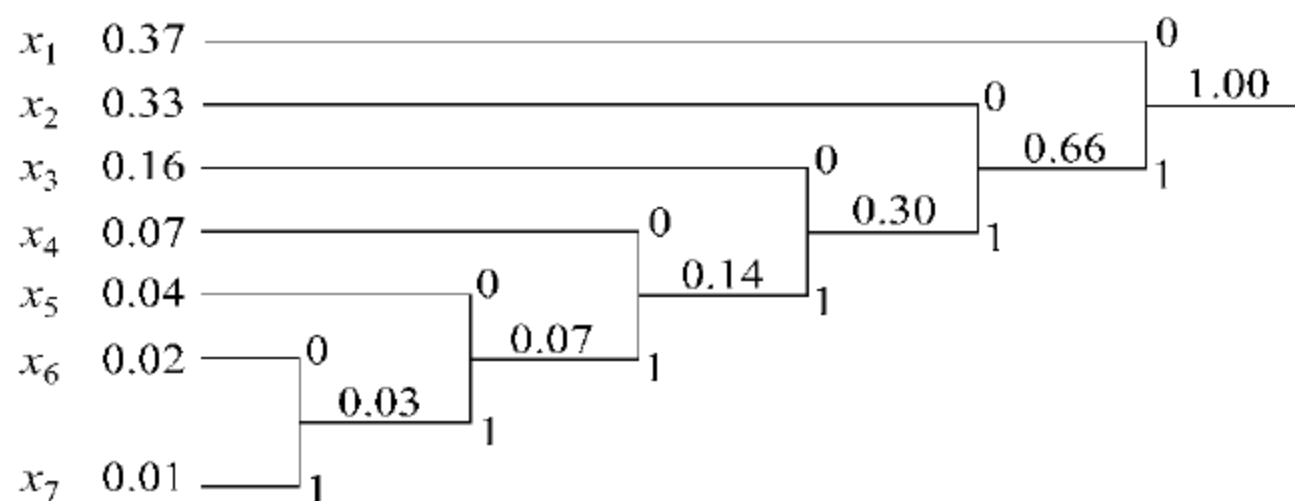 x₁ 0.37 0
1.00
x₂ 0.33 0
0.66
x₃ 0.16 0 1
0.30
x₄ 0.07 0 1
0.14
x₅ 0.04 0 1
0.07
x₆ 0.02 0 1
0.03
1
x₇ 0.01 1